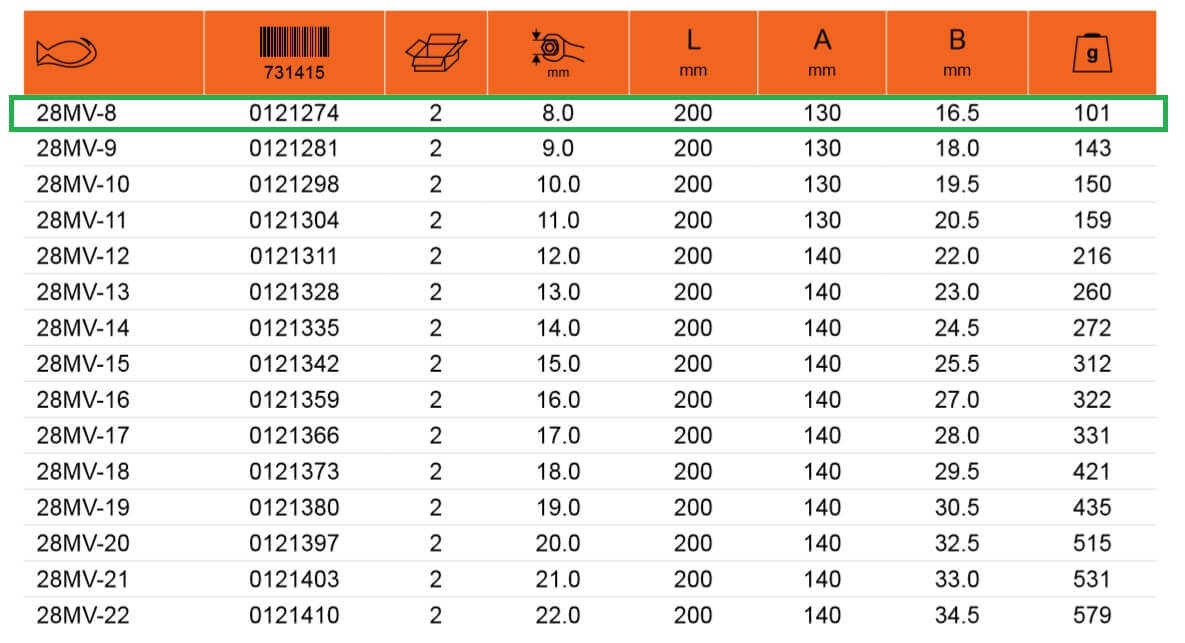 731415 mm L mm A mm B mm g
28MV-8 0121274 2 8.0 200 130 16.5 101
28MV-9 0121281 2 9.0 200 130 18.0 143
28MV-10 0121298 2 10.0 200 130 19.5 150
28MV-11 0121304 2 11.0 200 130 20.5 159
28MV-12 0121311 2 12.0 200 140 22.0 216
28MV-13 0121328 2 13.0 200 140 23.0 260
28MV-14 0121335 2 14.0 200 140 24.5 272
28MV-15 0121342 2 15.0 200 140 25.5 312
28MV-16 0121359 2 16.0 200 140 27.0 322
28MV-17 0121366 2 17.0 200 140 28.0 331
28MV-18 0121373 2 18.0 200 140 29.5 421
28MV-19 0121380 2 19.0 200 140 30.5 435
28MV-20 0121397 2 20.0 200 140 32.5 515
28MV-21 0121403 2 21.0 200 140 33.0 531
28MV-22 0121410 2 22.0 200 140 34.5 579